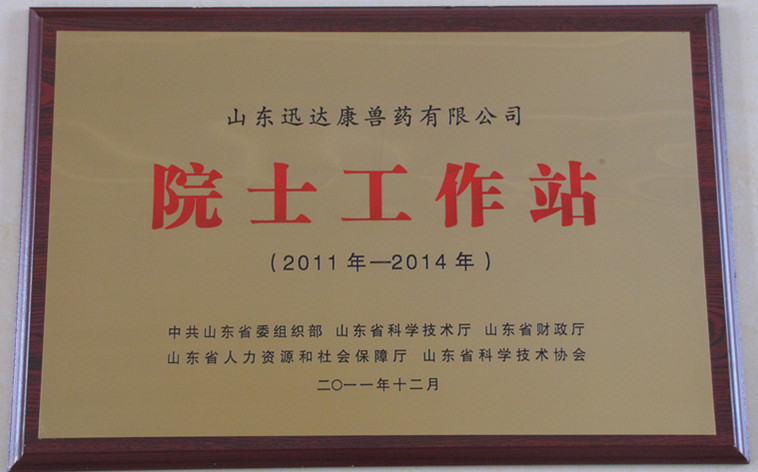 山东迅达康兽药有限公司
院士工作站
（2011年—2014年）
中共山东省委组织部 山东省科学技术厅 山东省财政厅
山东省人力资源和社会保障厅 山东省科学技术协会
二〇一一年十二月